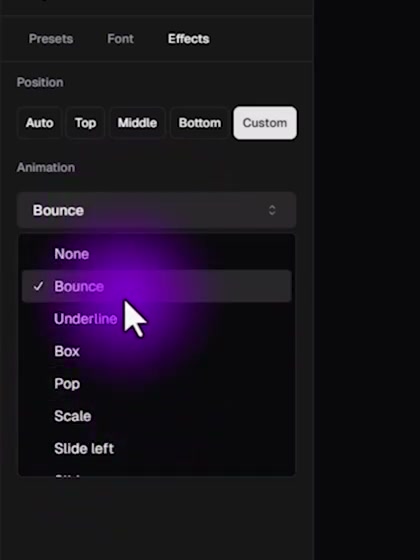 Presets Font Effects
Position
Auto Top Middle Bottom Custom
Animation
Bounce
None
Bounce
Underline
Box
Pop
Scale
Slide left